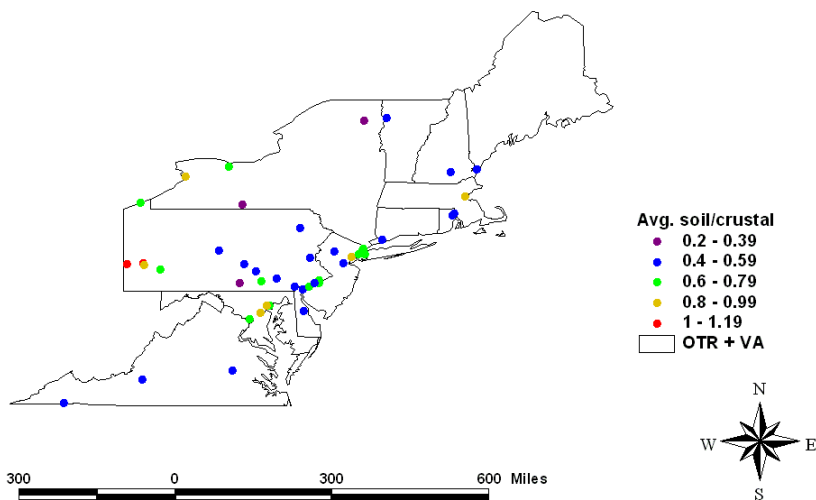 Avg. soil/crustal
0.2 - 0.39
0.4 - 0.59
0.6 - 0.79
0.8 - 0.99
1 - 1.19
OTR + VA
N
W E
S
300 0 300 600 Miles